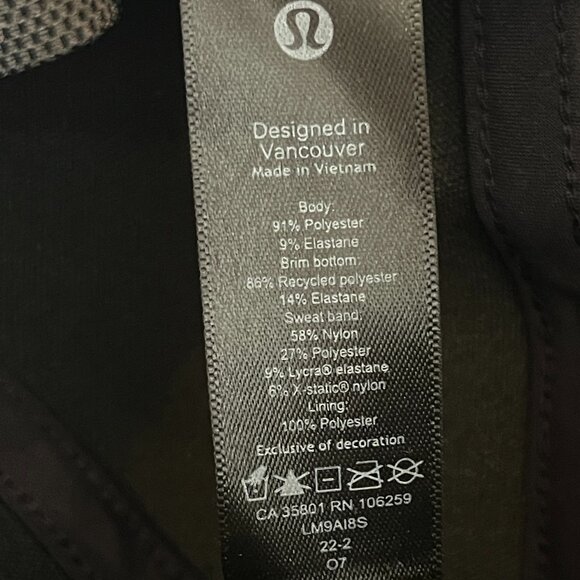 Designed in
Vancouver
Made in Vietnam
Body:
91% Polyester
9% Elastane
Brim bottom:
86% Recycled polyester
14% Elastane
Sweat band:
58% Nylon
27% Polyester
9% Lycra® elastane
6% X-static® nylon
Lining:
100% Polyester
Exclusive of decoration
CA 35801 RN 106259
LM9AI8S
22-2
07